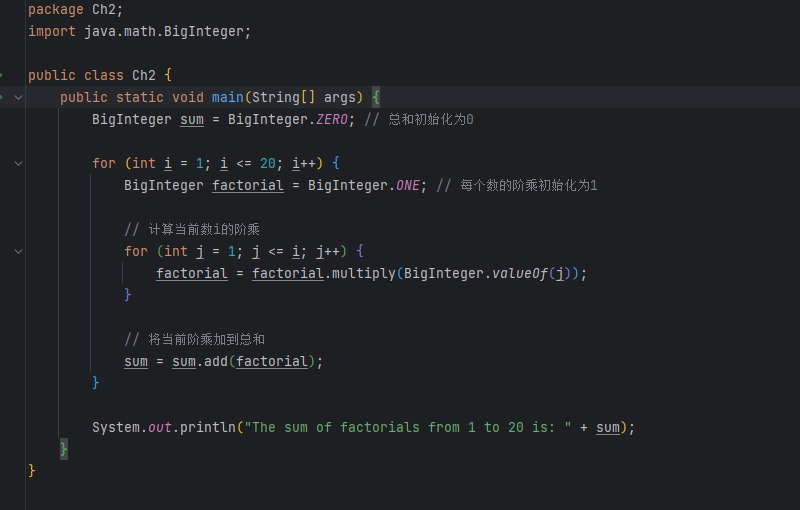 package Ch2;
import java.math.BigInteger;
public class Ch2 {
public static void main(String[] args) {
BigInteger sum = BigInteger.ZERO; // 总和初始化为0
for (int i = 1; i <= 20; i++) {
BigInteger factorial = BigInteger.ONE; // 每个数的阶乘初始化为1
// 计算当前数i的阶乘
for (int j = 1; j <= i; j++) {
factorial = factorial.multiply(BigInteger.valueOf(j));
}
// 将当前阶乘加到总和
sum = sum.add(factorial);
}
System.out.println("The sum of factorials from 1 to 20 is: " + sum);
}
}